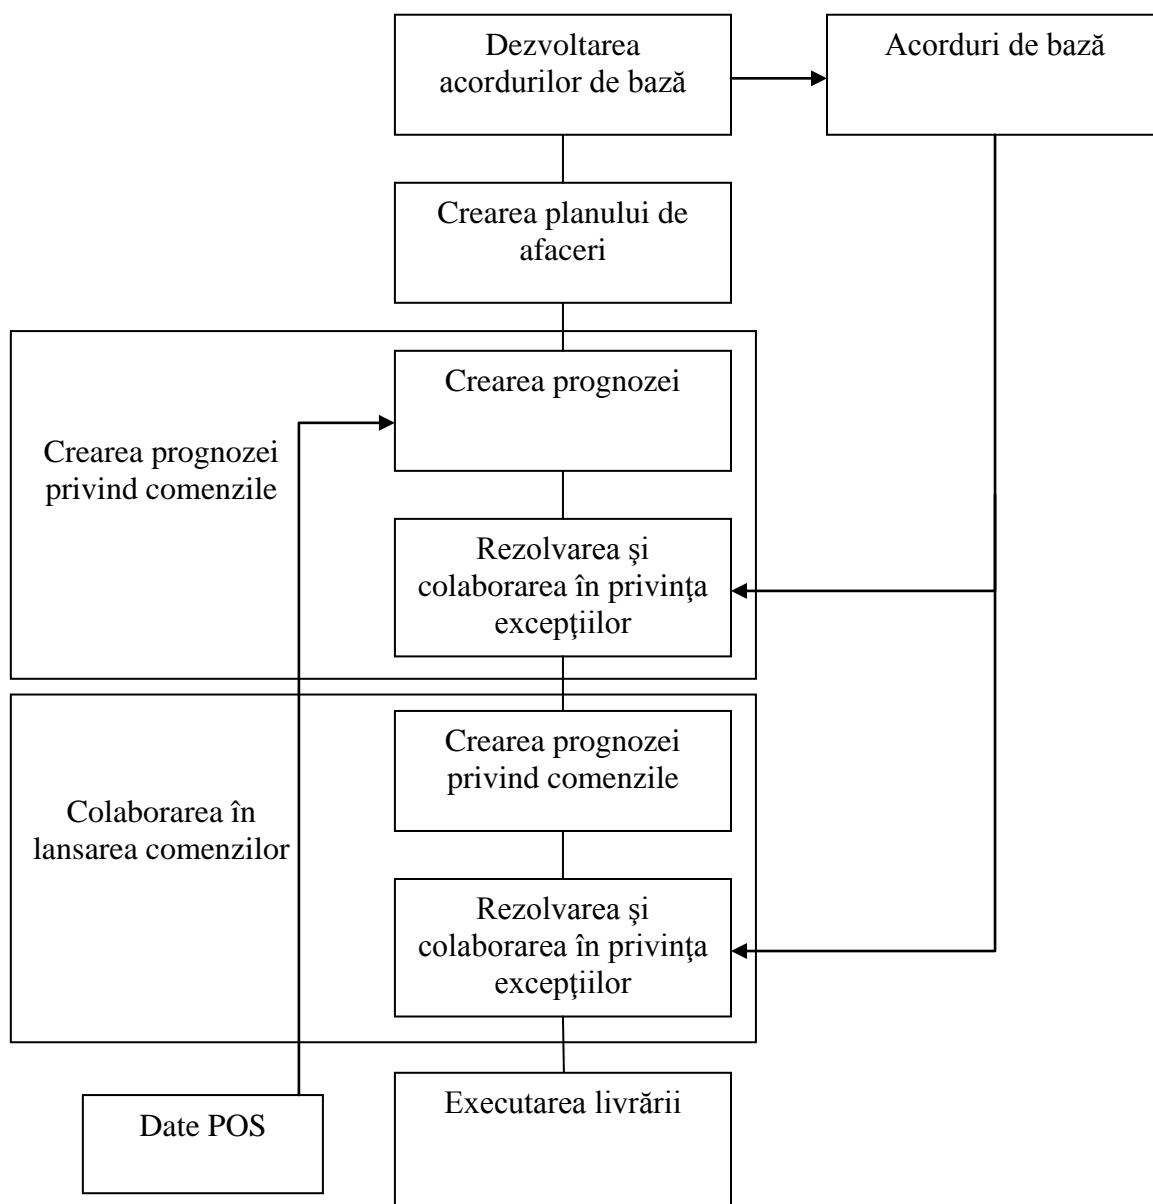 Dezvoltarea
acordurilor de bază
Acorduri de bază
Crearea planului de
afaceri
Crearea prognozei
Crearea prognozei
privind comenzile
Rezolvarea şi
colaborarea în privinţa
excepţiilor
Crearea prognozei
privind comenzile
Colaborarea în
lansarea comenzilor
Rezolvarea şi
colaborarea în privinţa
excepţiilor
Executarea livrării
Date POS